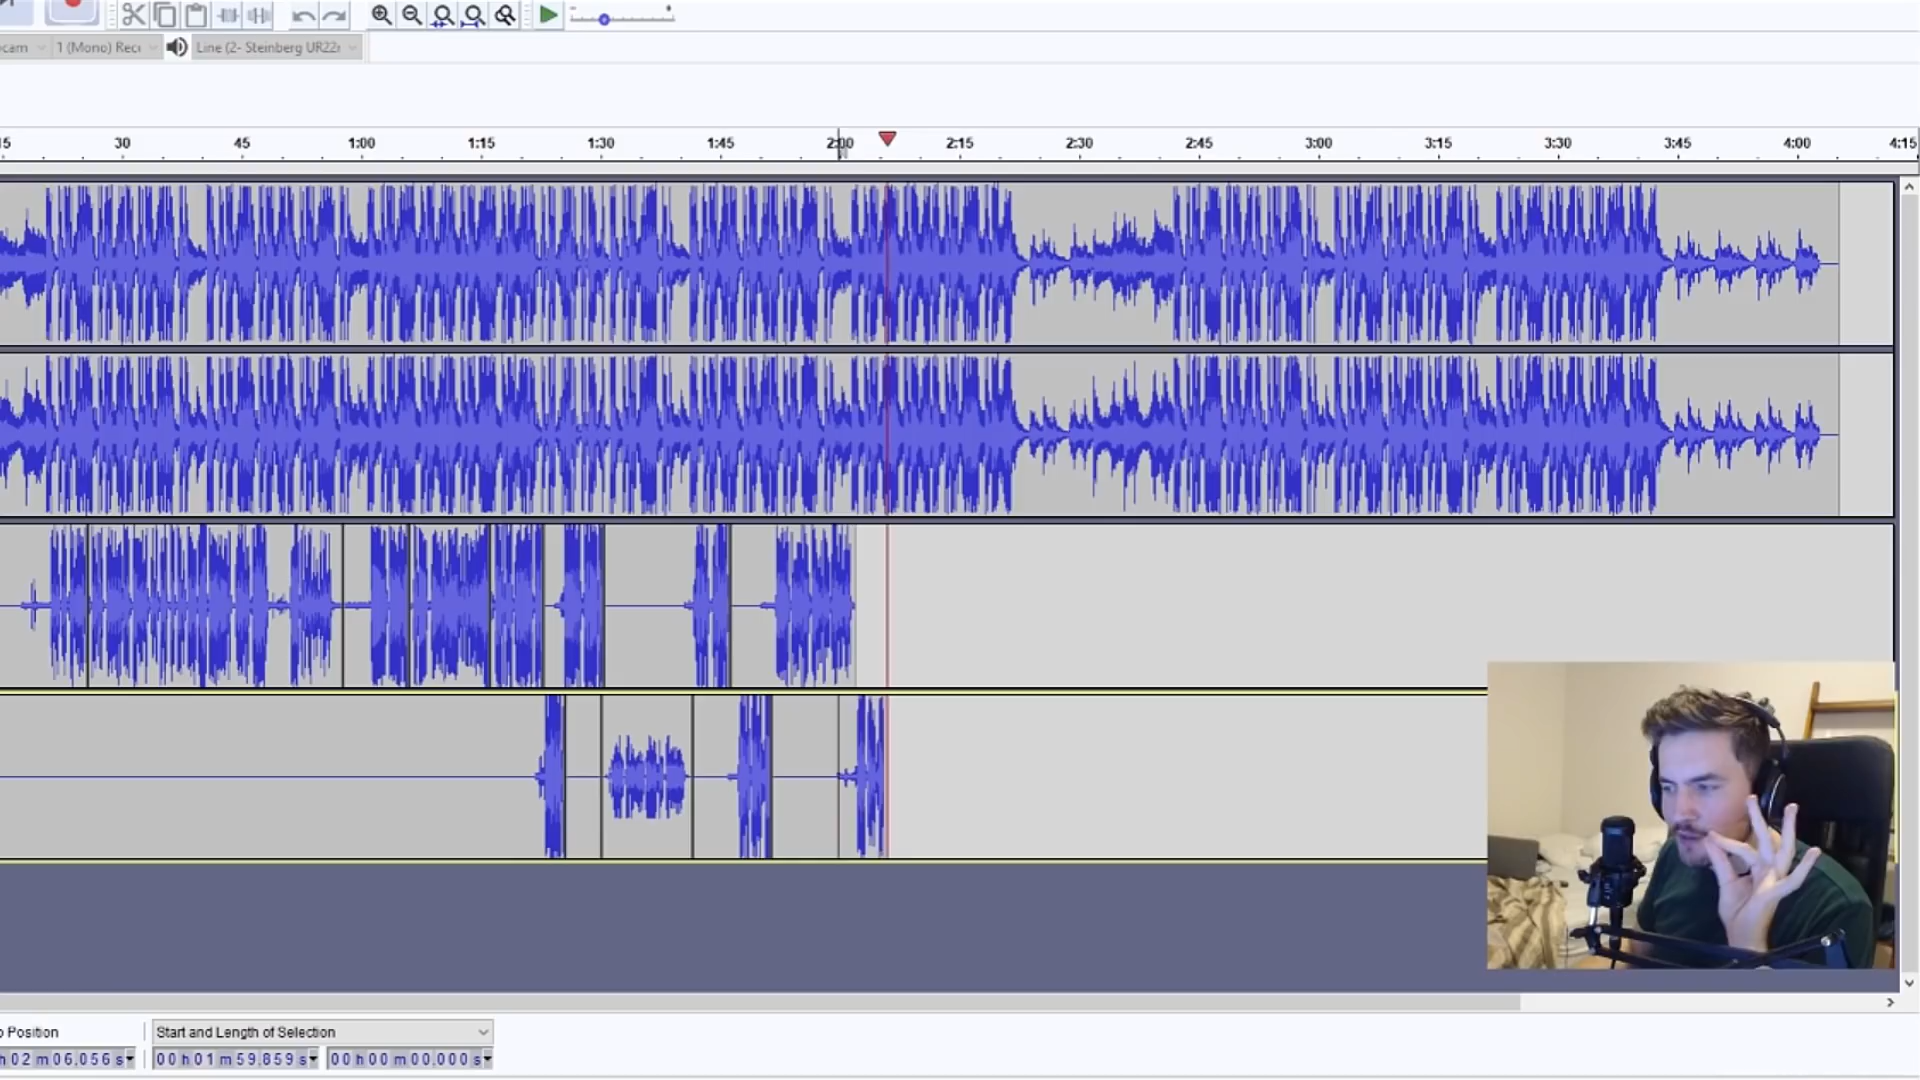 cam 1 (Mono) Reco Line (2- Steinberg UR22
15 30 45 1:00 1:15 1:30 1:45 2:00 2:15 2:30 2:45 3:00 3:15 3:30 3:45 4:00 4:15
o Position Start and Length of Selection
h 02 m 06.056 s 00 h 01 m 59.859 s 00 h 00 m 00.000 s